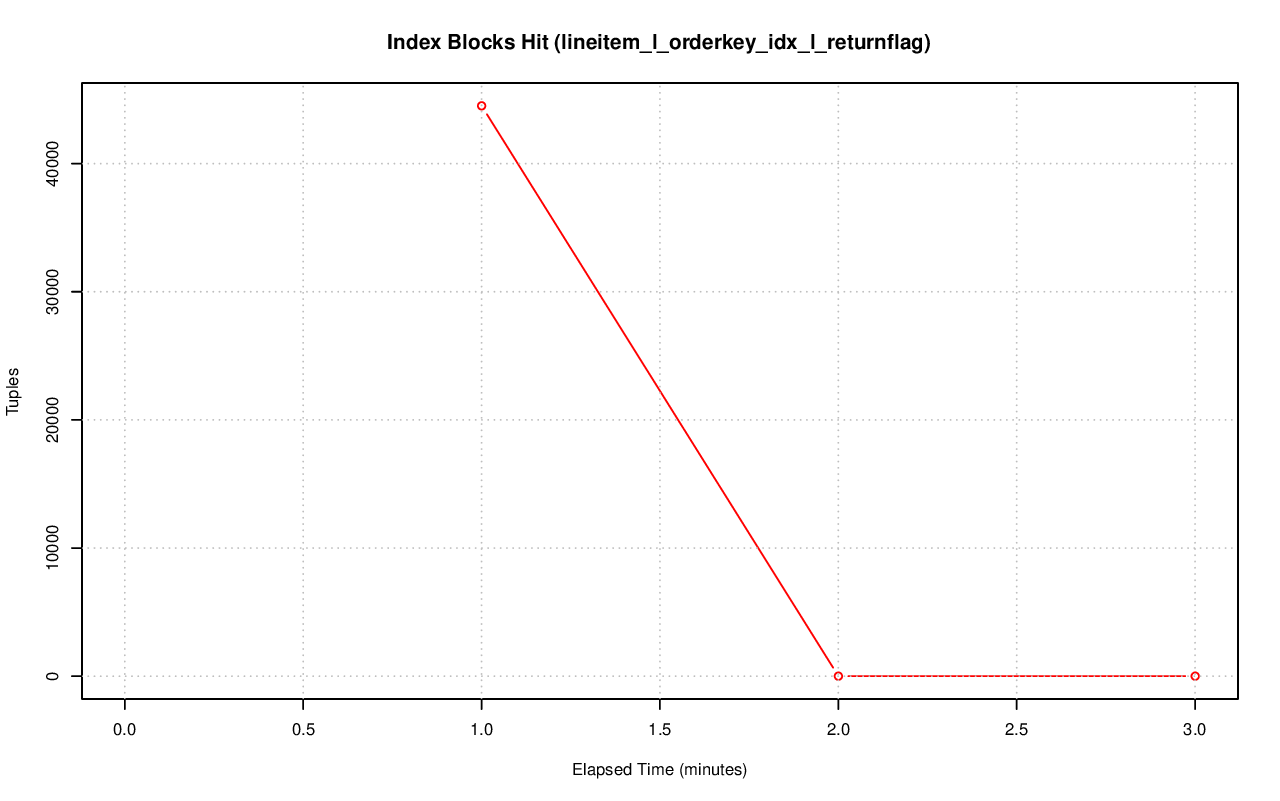 Index Blocks Hit (lineitem_l_orderkey_idx_l_returnflag)
Tuples
40000
30000
20000
10000
0
0.0 0.5 1.0 1.5 2.0 2.5 3.0
Elapsed Time (minutes)